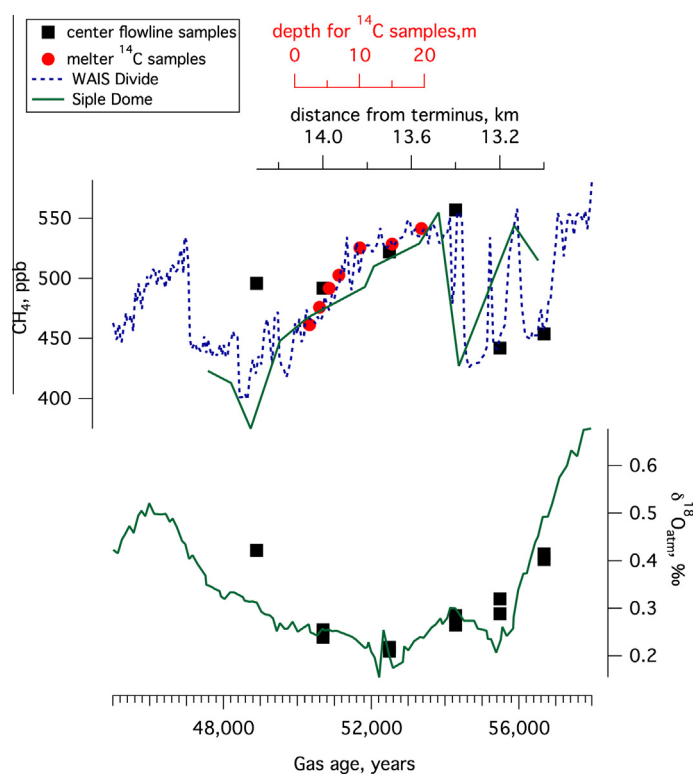 center flowline samples
melter ¹⁴C samples
WAIS Divide
Siple Dome
depth for ¹⁴C samples,m
0 10 20
distance from terminus, km
14.0 13.6 13.2
550
500
450
400
CH₄, ppb
0.6
0.5
0.4
0.3
0.2
δ ¹⁸Oatm, ‰
48,000 52,000 56,000
Gas age, years